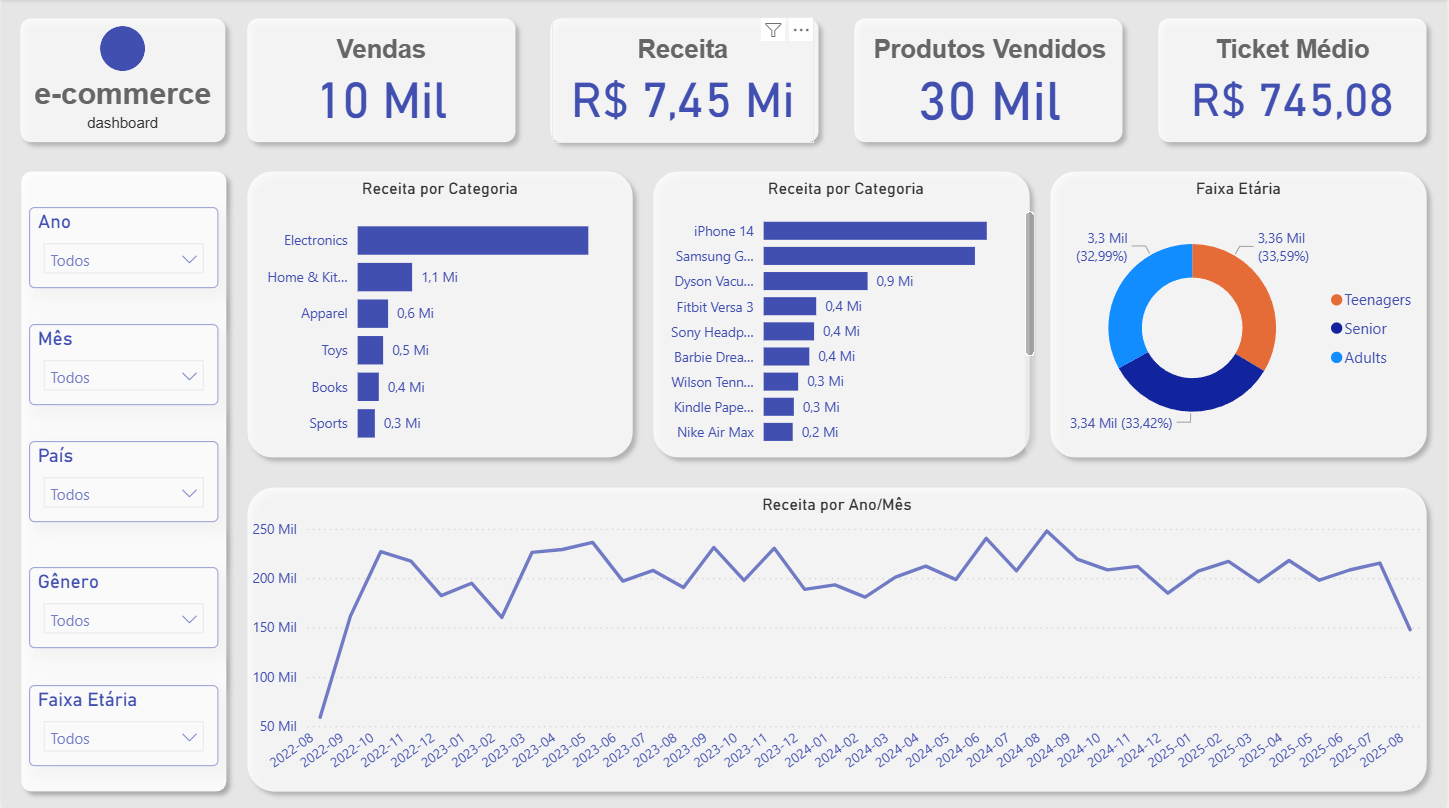 e-commerce
dashboard
Vendas
10 Mil
Receita
R$ 7,45 Mi
Produtos Vendidos
30 Mil
Ticket Médio
R$ 745,08
Ano
Todos
Mês
Todos
País
Todos
Gênero
Todos
Faixa Etária
Todos
Receita por Categoria
Electronics
Home & Kit... 1,1 Mi
Apparel 0,6 Mi
Toys 0,5 Mi
Books 0,4 Mi
Sports 0,3 Mi
Receita por Categoria
iPhone 14
Samsung G...
Dyson Vacu... 0,9 Mi
Fitbit Versa 3 0,4 Mi
Sony Headp... 0,4 Mi
Barbie Drea... 0,4 Mi
Wilson Tenn... 0,3 Mi
Kindle Pape... 0,3 Mi
Nike Air Max 0,2 Mi
Faixa Etária
3,3 Mil
(32,99%)
3,36 Mil
(33,59%)
3,34 Mil (33,42%)
Teenagers
Senior
Adults
Receita por Ano/Mês
250 Mil
200 Mil
150 Mil
100 Mil
50 Mil
2022-08
2022-09
2022-10
2022-11
2022-12
2023-01
2023-02
2023-03
2023-04
2023-05
2023-06
2023-07
2023-08
2023-09
2023-10
2023-11
2023-12
2024-01
2024-02
2024-03
2024-04
2024-05
2024-06
2024-07
2024-08
2024-09
2024-10
2024-11
2024-12
2025-01
2025-02
2025-03
2025-04
2025-05
2025-06
2025-07
2025-08